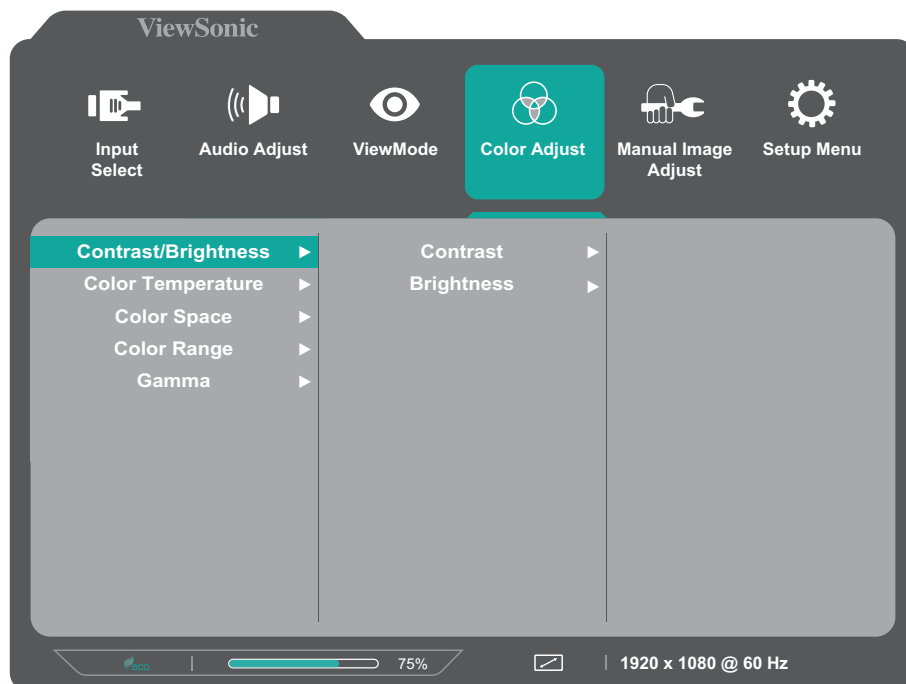 ViewSonic
Input Select
Audio Adjust
ViewMode
Color Adjust
Manual Image Adjust
Setup Menu
Contrast/Brightness
Color Temperature
Color Space
Color Range
Gamma
Contrast
Brightness
eco
75%
1920 x 1080 @ 60 Hz